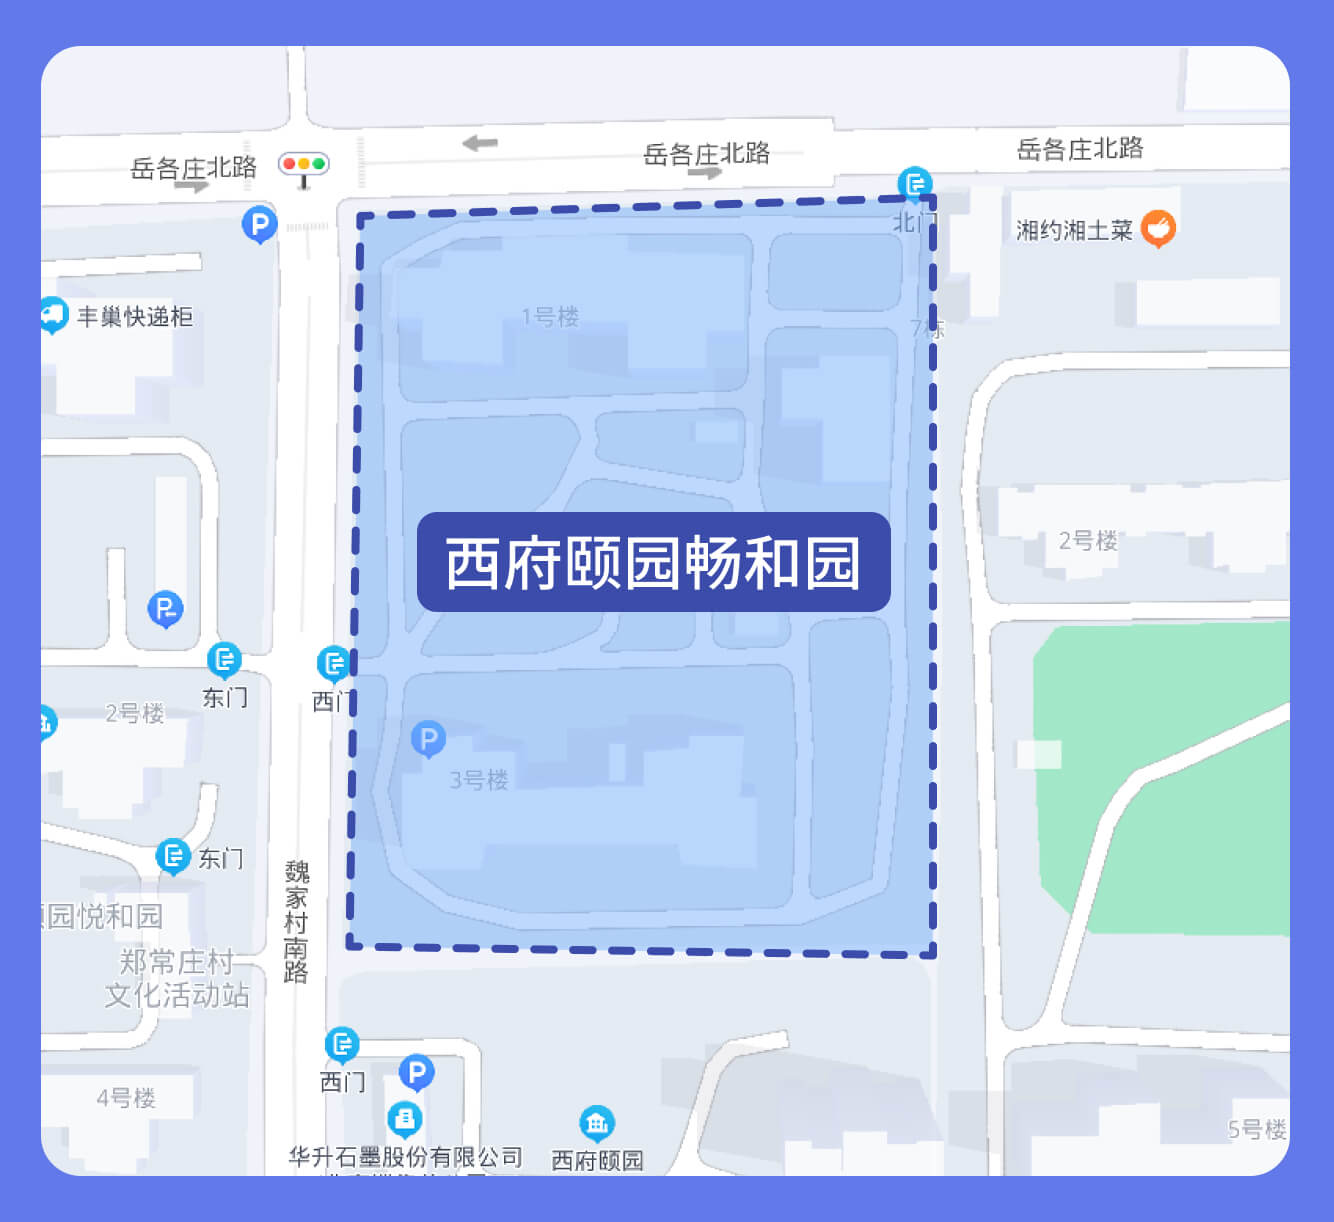 岳各庄北路
岳各庄北路
岳各庄北路
P
北门
湘约湘土菜
丰巢快递柜
1号楼
7栋
2号楼
西府颐园畅和园
P
东门
西门
2号楼
P
3号楼
东门
魏家村南路
园悦和园
郑常庄村
文化活动站
西门
P
4号楼
华升石墨股份有限公司
西府颐园
5号楼